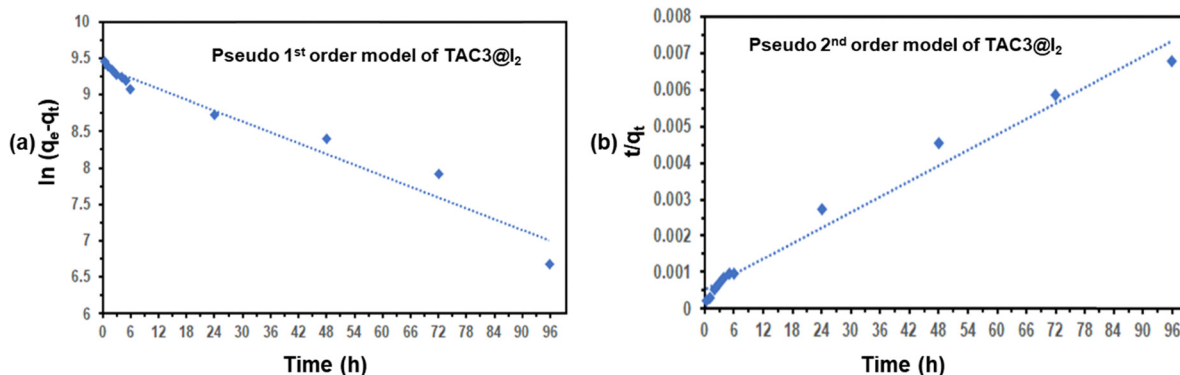 (a)
Pseudo 1st order model of TAC3@I2
ln (qe-qt)
10
9.5
9
8.5
8
7.5
7
6.5
6
0 6 12 18 24 30 36 42 48 54 60 66 72 78 84 90 96
Time (h)
(b)
Pseudo 2nd order model of TAC3@I2
t/qt
0.008
0.007
0.006
0.005
0.004
0.003
0.002
0.001
0
0 6 12 18 24 30 36 42 48 54 60 66 72 78 84 90 96
Time (h)